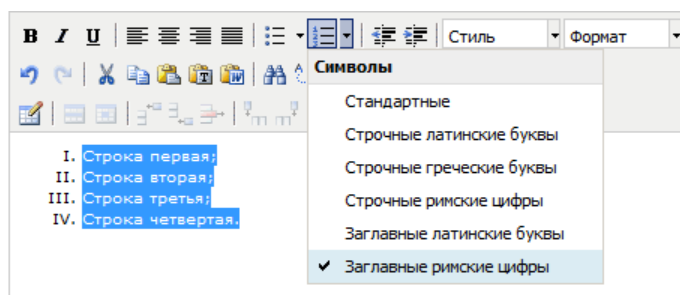 B I U Стиль Формат
Символы
Стандартные
Строчные латинские буквы
Строчные греческие буквы
Строчные римские цифры
Заглавные латинские буквы
Заглавные римские цифры
I. Строка первая;
II. Строка вторая;
III. Строка третья;
IV. Строка четвертая.